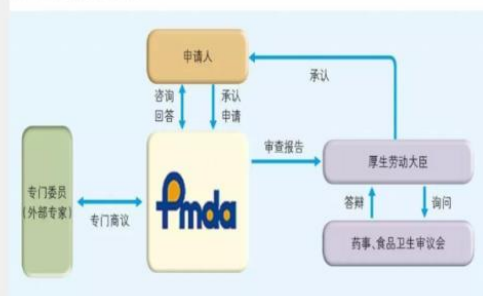 申请人
承认
咨询
回答
承认
申请
审查报告
厚生劳动大臣
专门委员
(外部专家)
专门商议
Pmda
答辩
询问
药事、食品卫生审议会